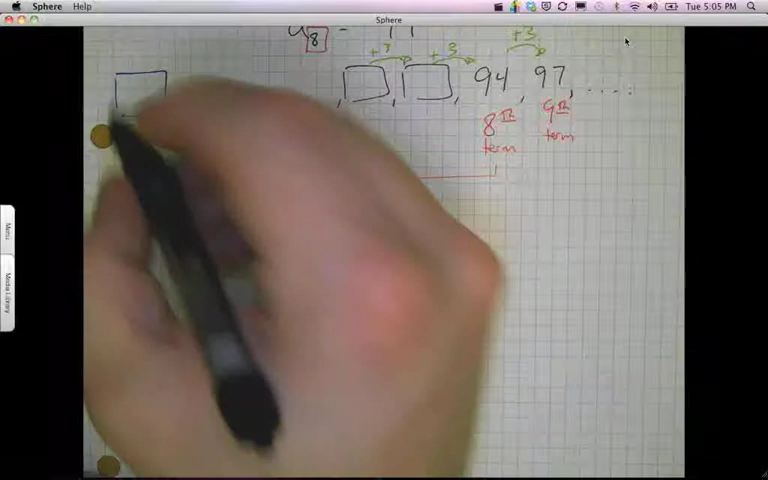 Sphere Help
Tue 5:05 PM
Sphere
8 =
+3 +3 +3
, , , 94, 97, . . . .
8th term
9th term
Menu
Media Library